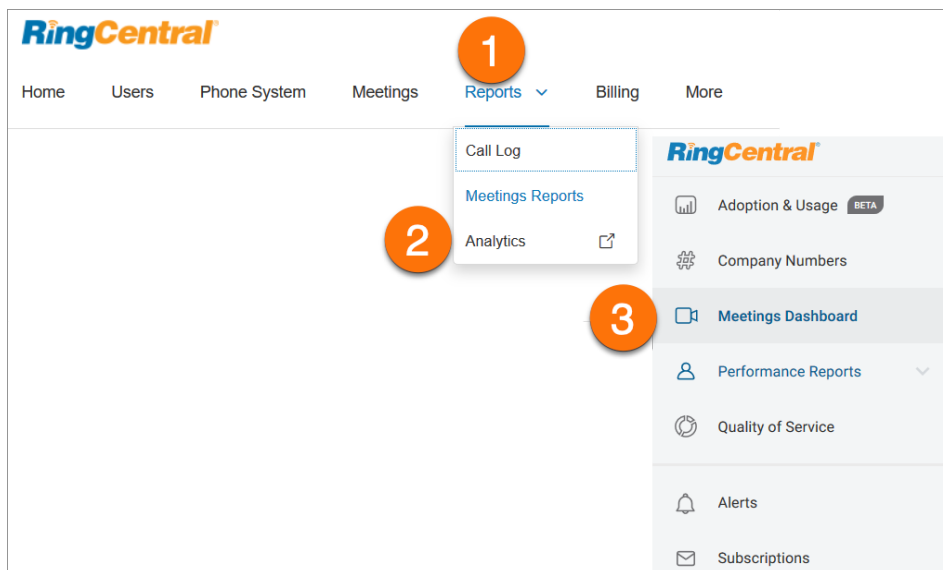 RingCentral
1
Home Users Phone System Meetings Reports Billing More
Call Log
Meetings Reports
2
Analytics
RingCentral
Adoption & Usage BETA
Company Numbers
3
Meetings Dashboard
Performance Reports
Quality of Service
Alerts
Subscriptions